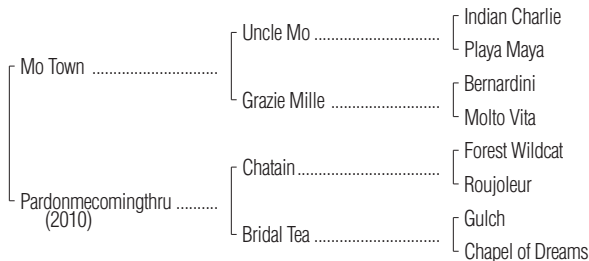 Indian Charlie
Uncle Mo ..............................
Playa Maya
Mo Town ..............................
Bernardini
Grazie Mille ..........................
Molto Vita
Forest Wildcat
Chatain..................................
Roujoleur
Pardonmecomingthru ..........
(2010)
Gulch
Bridal Tea ..............................
Chapel of Dreams